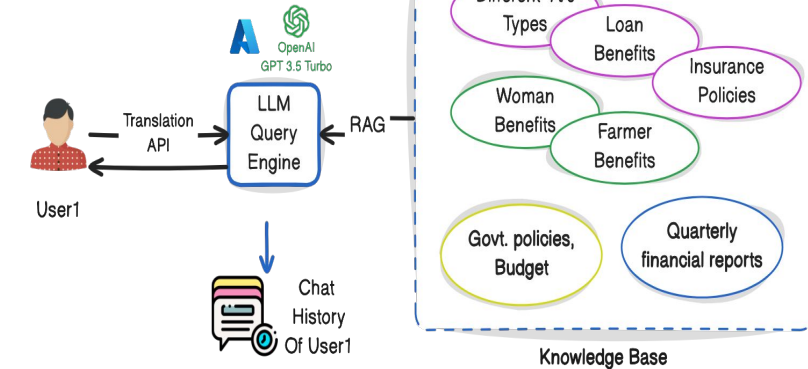 OpenAI
GPT 3.5 Turbo
LLM
Query
Engine
Translation
API
User1
RAG
Chat
History
Of User1
Types
Loan
Benefits
Insurance
Policies
Woman
Benefits
Farmer
Benefits
Govt. policies,
Budget
Quarterly
financial reports
Knowledge Base